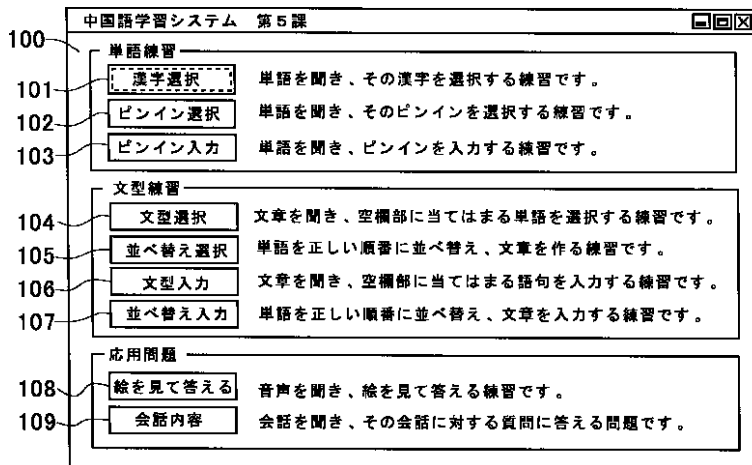 中国語学習システム 第5課
100
単語練習
101 漢字選択 単語を聞き、その漢字を選択する練習です。
102 ピンイン選択 単語を聞き、そのピンインを選択する練習です。
103 ピンイン入力 単語を聞き、ピンインを入力する練習です。
文型練習
104 文型選択 文章を聞き、空欄部に当てはまる単語を選択する練習です。
105 並べ替え選択 単語を正しい順番に並べ替え、文章を作る練習です。
106 文型入力 文章を聞き、空欄部に当てはまる語句を入力する練習です。
107 並べ替え入力 単語を正しい順番に並べ替え、文章を入力する練習です。
応用問題
108 絵を見て答える 音声を聞き、絵を見て答える練習です。
109 会話内容 会話を聞き、その会話に対する質問に答える問題です。